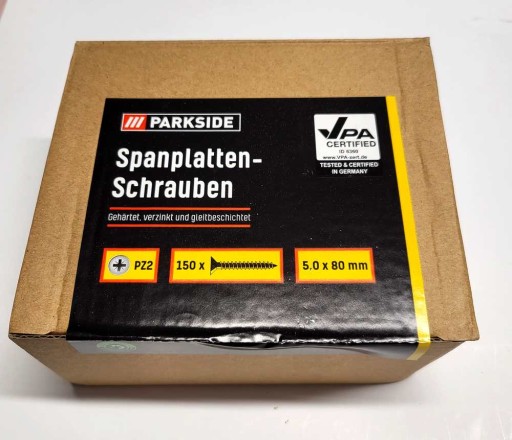 PARKSIDE
VPA
CERTIFIED
ID 6360
www.VPA-cert.de
TESTED & CERTIFIED
IN GERMANY
Spanplatten-
Schrauben
Gehärtet, verzinkt und gleitbeschichtet
PZ2
150 x
5.0 x 80 mm